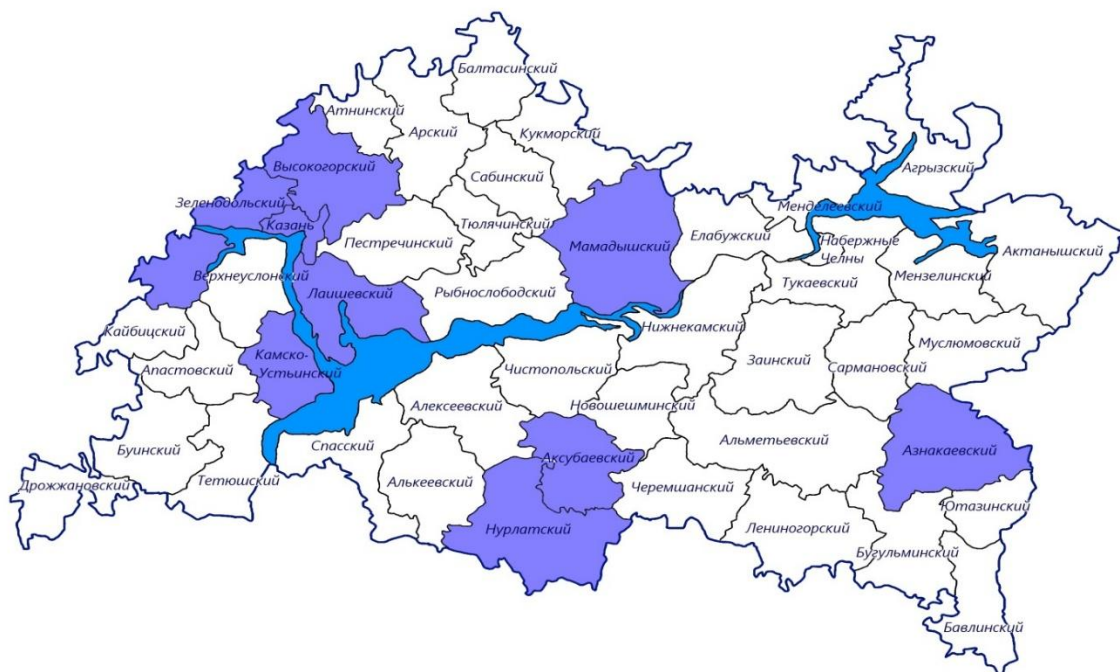 Балтасинский
Атнинский
Арский
Кукморский
Высокогорский
Сабинский
Агрызский
Зеленодольский
Казань
Тюлячинский
Менделеевский
Пестречинский
Мамадышский
Елабужский
Набержные
Челны
Актанышский
Верхнеуслонский
Лаишевский
Рыбнослободский
Тукаевский
Мензелинский
Кайбицкий
Нижнекамский
Муслюмовский
Камско-
Устьинский
Апастовский
Чистопольский
Заинский
Сармановский
Алексеевский
Новошешминский
Буинский
Спасский
Альметьевский
Аксубаевский
Азнакаевский
Дрожжановский
Тетюшский
Алькеевский
Черемшанский
Нурлатский
Лениногорский
Ютазинский
Бугульминский
Бавлинский